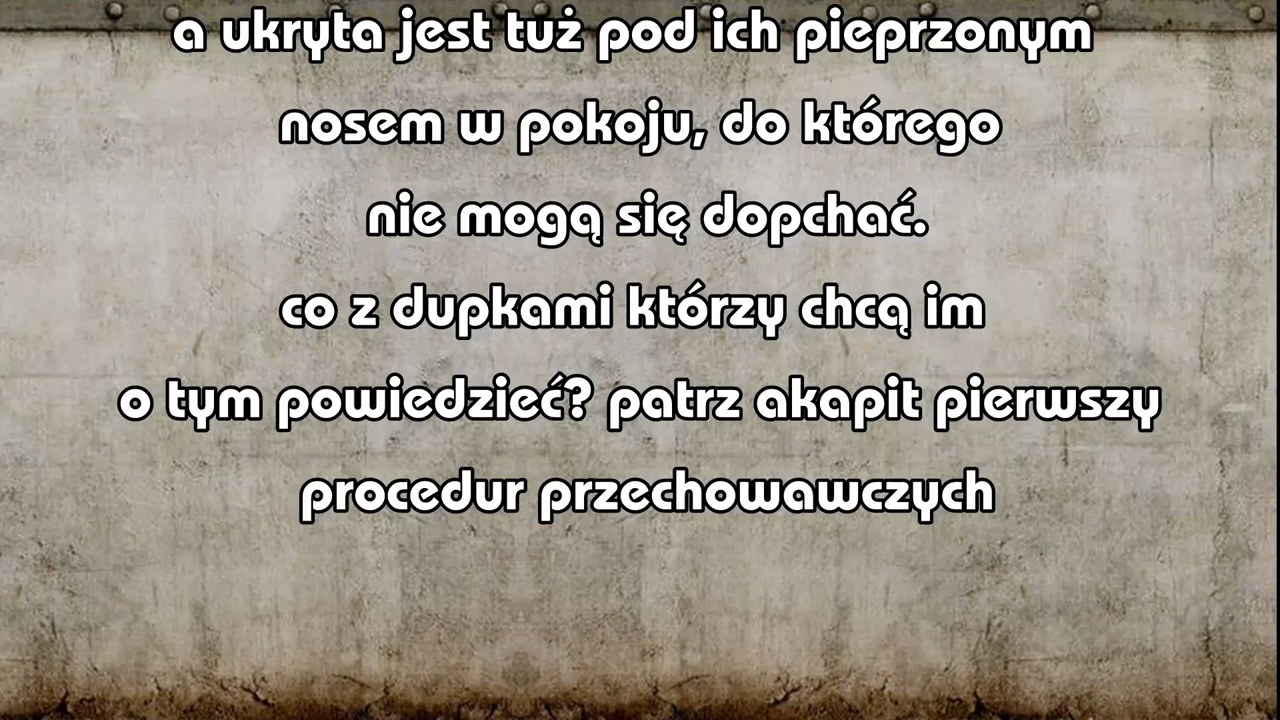 a ukryta jest tuż pod ich pieprzonym
nosem w pokoju, do którego
nie mogą się dopchać.
co z dupkami którzy chcą im
o tym powiedzieć? patrz akapit pierwszy
procedur przechowawczych